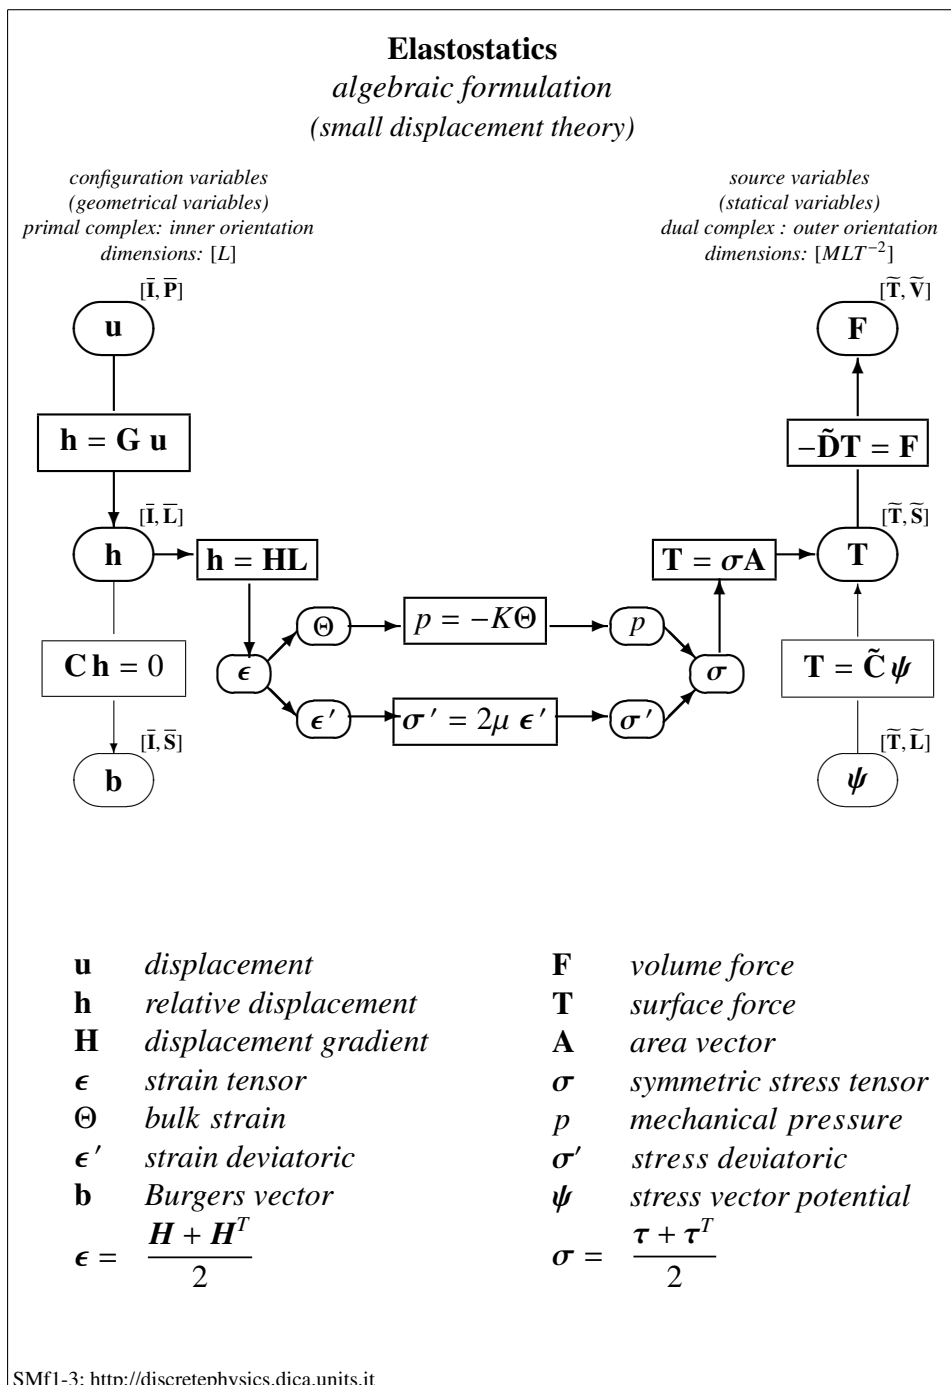 Elastostatics
algebraic formulation
(small displacement theory)
configuration variables
(geometrical variables)
primal complex: inner orientation
dimensions: [L]
source variables
(statical variables)
dual complex : outer orientation
dimensions: [MLT⁻²]
[Ī, P̄]
u
[T̃, Ṽ]
F
h = G u
−D̃T = F
[Ī, L̄]
h
h = HL
T = σA
[T̃, S̃]
T
Θ
p = −KΘ
p
C h = 0
ϵ
σ
T = C̃ ψ
ϵ′
σ′ = 2μ ϵ′
σ′
[Ī, S̄]
b
[T̃, L̃]
ψ
u displacement
h relative displacement
H displacement gradient
ϵ strain tensor
Θ bulk strain
ϵ′ strain deviatoric
b Burgers vector
ϵ = (H + Hᵀ)/2
F volume force
T surface force
A area vector
σ symmetric stress tensor
p mechanical pressure
σ′ stress deviatoric
ψ stress vector potential
σ = (τ + τᵀ)/2
SMf1-3: http://discretephysics.dica.units.it